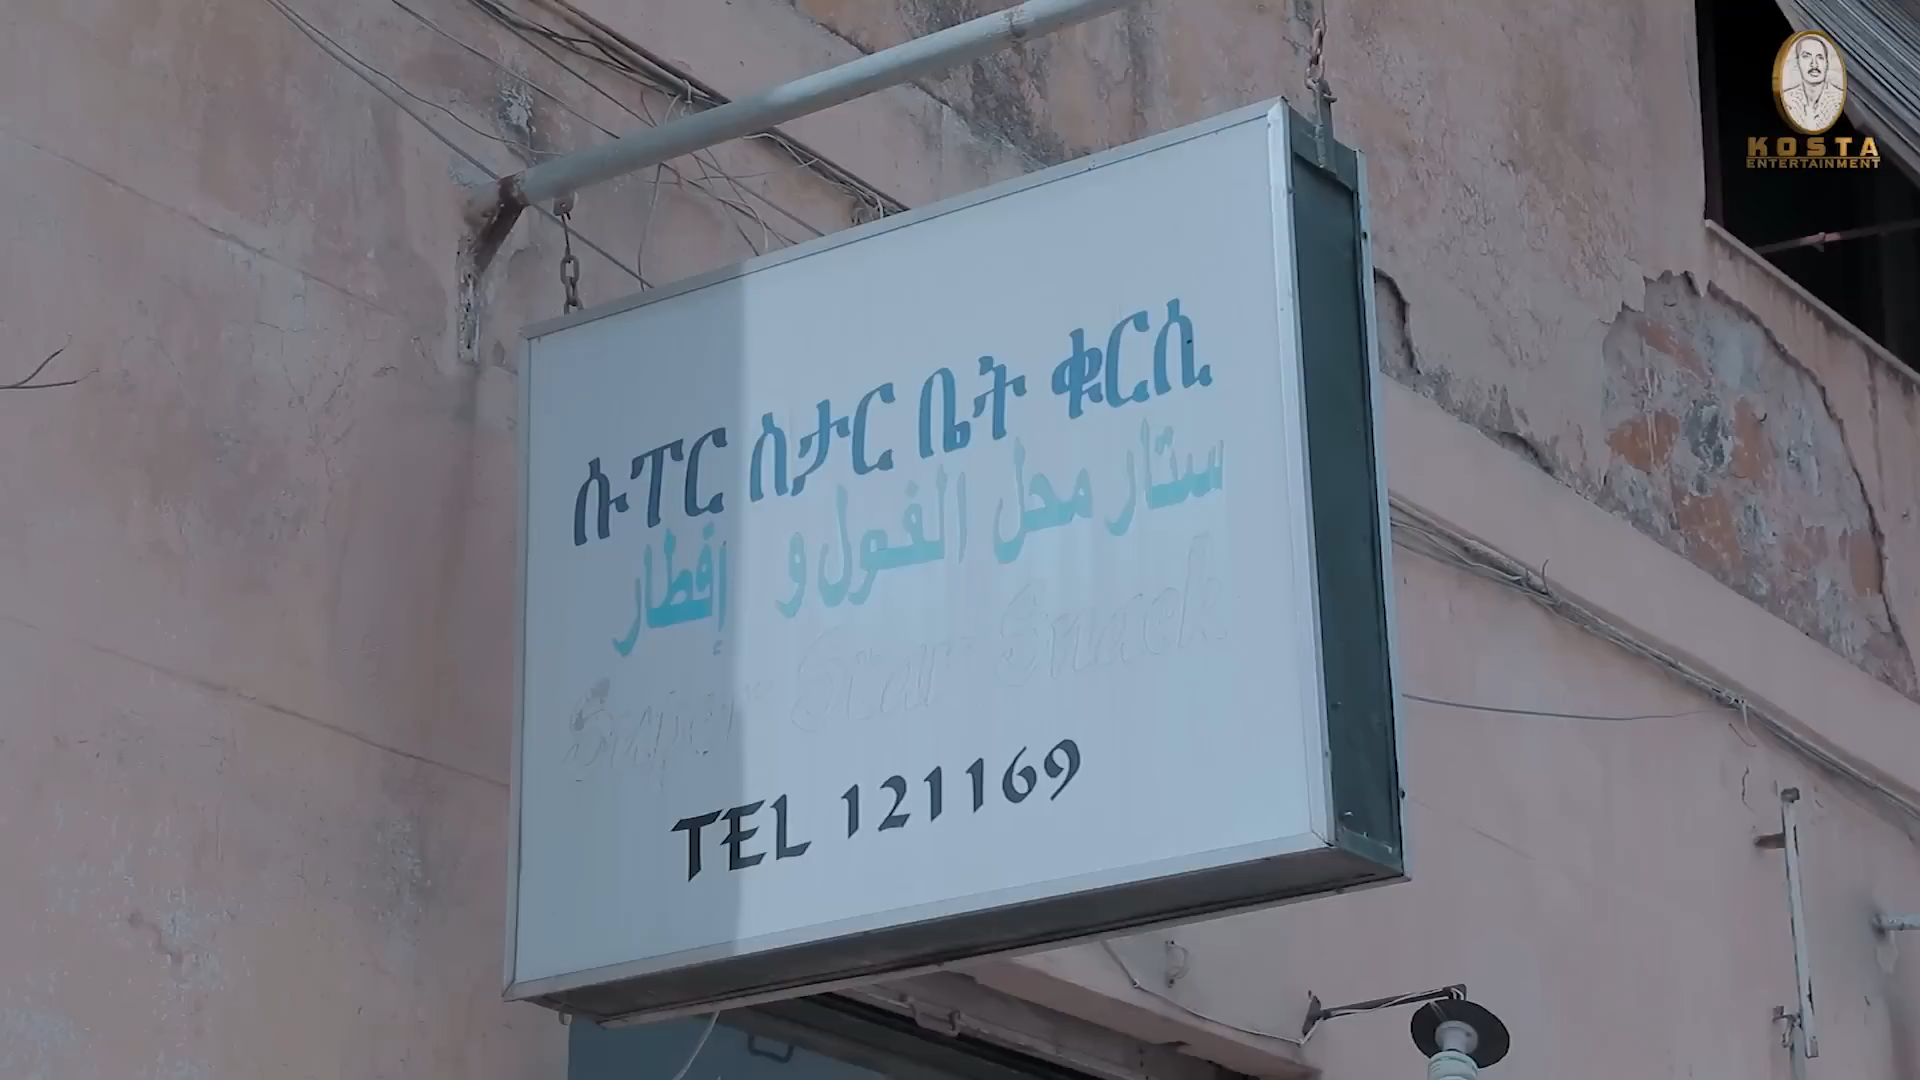 ሱፐር ስታር ቤት ቁርሲ
ستار محل الفول و إفطار
Super Star Snack
TEL 121169
KOSTA
ENTERTAINMENT